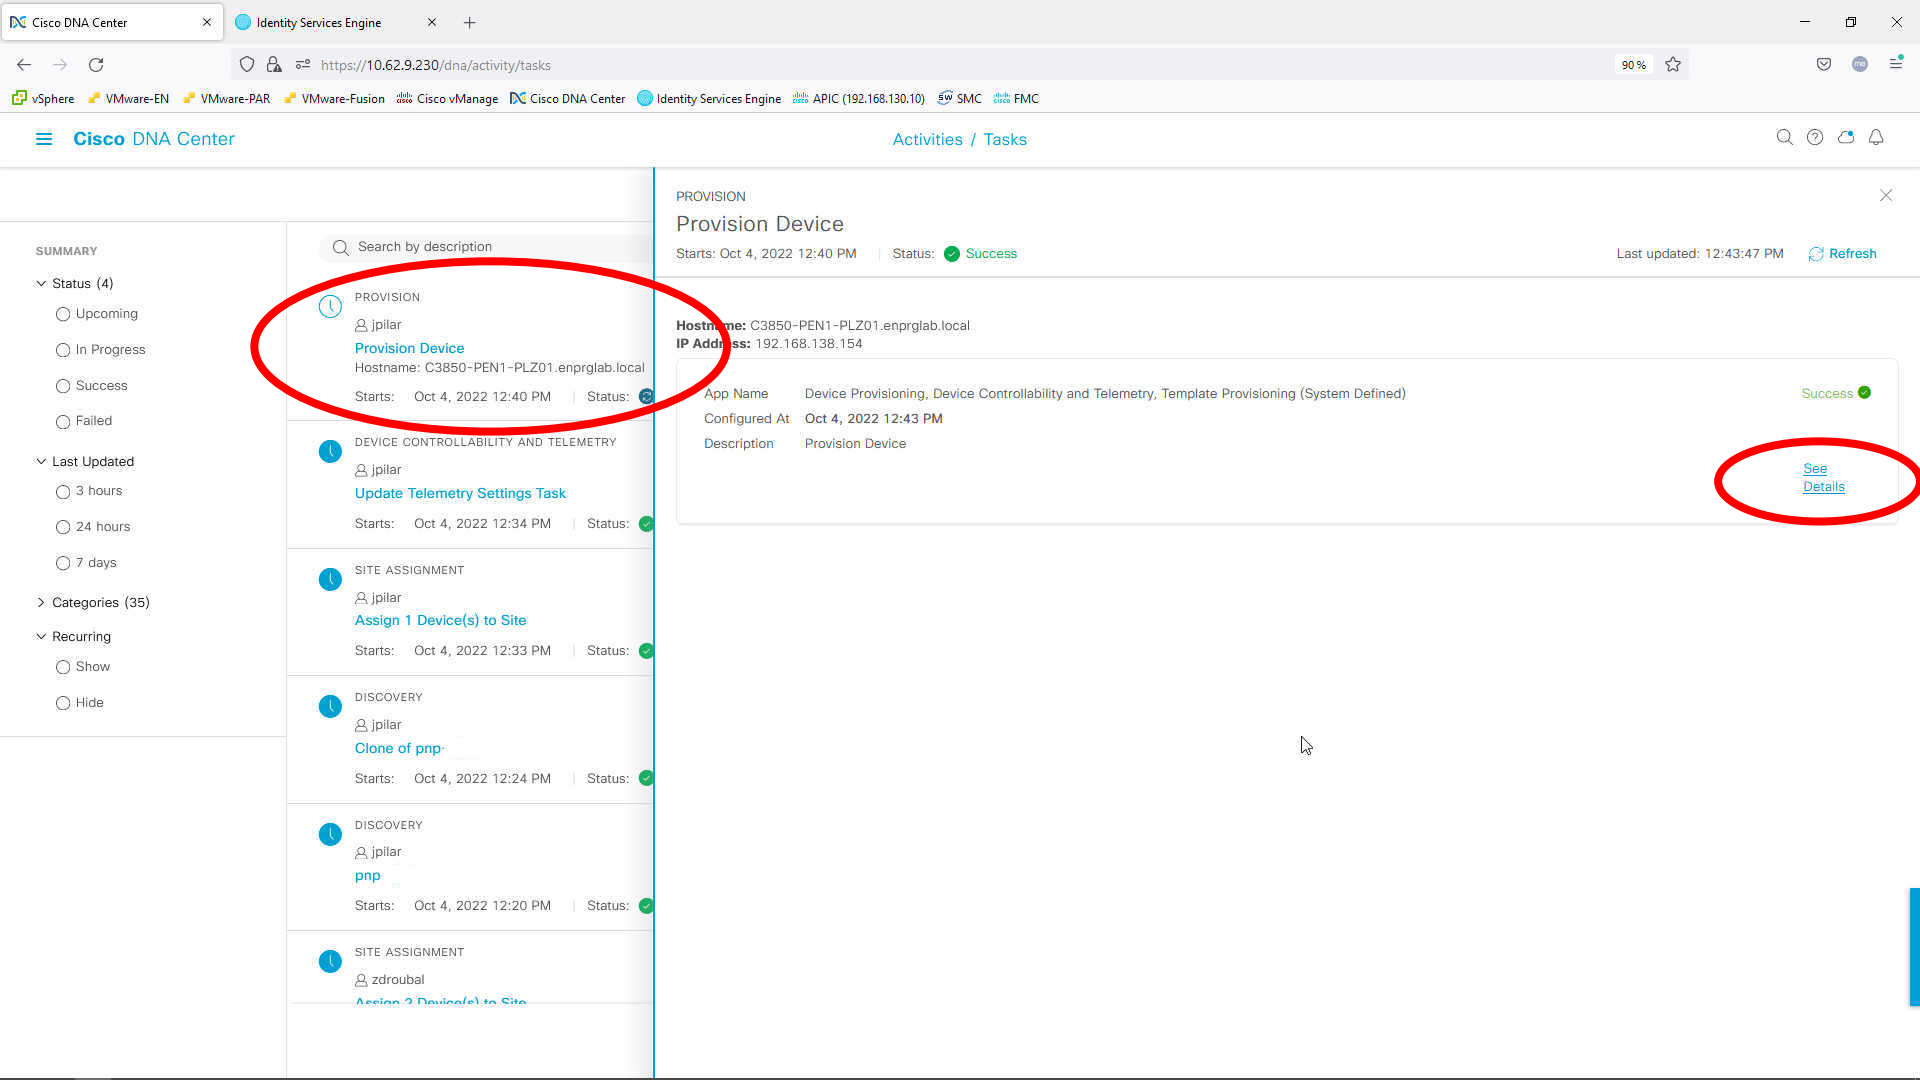 Cisco DNA Center
Identity Services Engine
https://10.62.9.230/dna/activity/tasks
90%
me
vSphere
VMware-EN
VMware-PAR
VMware-Fusion
Cisco vManage
Cisco DNA Center
Identity Services Engine
APIC (192.168.130.10)
SMC
FMC
Cisco DNA Center
Activities / Tasks
SUMMARY
Status (4)
Upcoming
In Progress
Success
Failed
Last Updated
3 hours
24 hours
7 days
Categories (35)
Recurring
Show
Hide
Search by description
PROVISION
jpilar
Provision Device
Hostname: C3850-PEN1-PLZ01.enprglab.local
Starts: Oct 4, 2022 12:40 PM Status:
DEVICE CONTROLLABILITY AND TELEMETRY
jpilar
Update Telemetry Settings Task
Starts: Oct 4, 2022 12:34 PM Status:
SITE ASSIGNMENT
jpilar
Assign 1 Device(s) to Site
Starts: Oct 4, 2022 12:33 PM Status:
DISCOVERY
jpilar
Clone of pnp
Starts: Oct 4, 2022 12:24 PM Status:
DISCOVERY
jpilar
pnp
Starts: Oct 4, 2022 12:20 PM Status:
SITE ASSIGNMENT
zdroubal
Assign 2 Device(s) to Site
PROVISION
Provision Device
Starts: Oct 4, 2022 12:40 PM Status: Success
Last updated: 12:43:47 PM Refresh
Hostname: C3850-PEN1-PLZ01.enprglab.local
IP Address: 192.168.138.154
App Name Device Provisioning, Device Controllability and Telemetry, Template Provisioning (System Defined)
Success
Configured At Oct 4, 2022 12:43 PM
Description Provision Device
See
Details